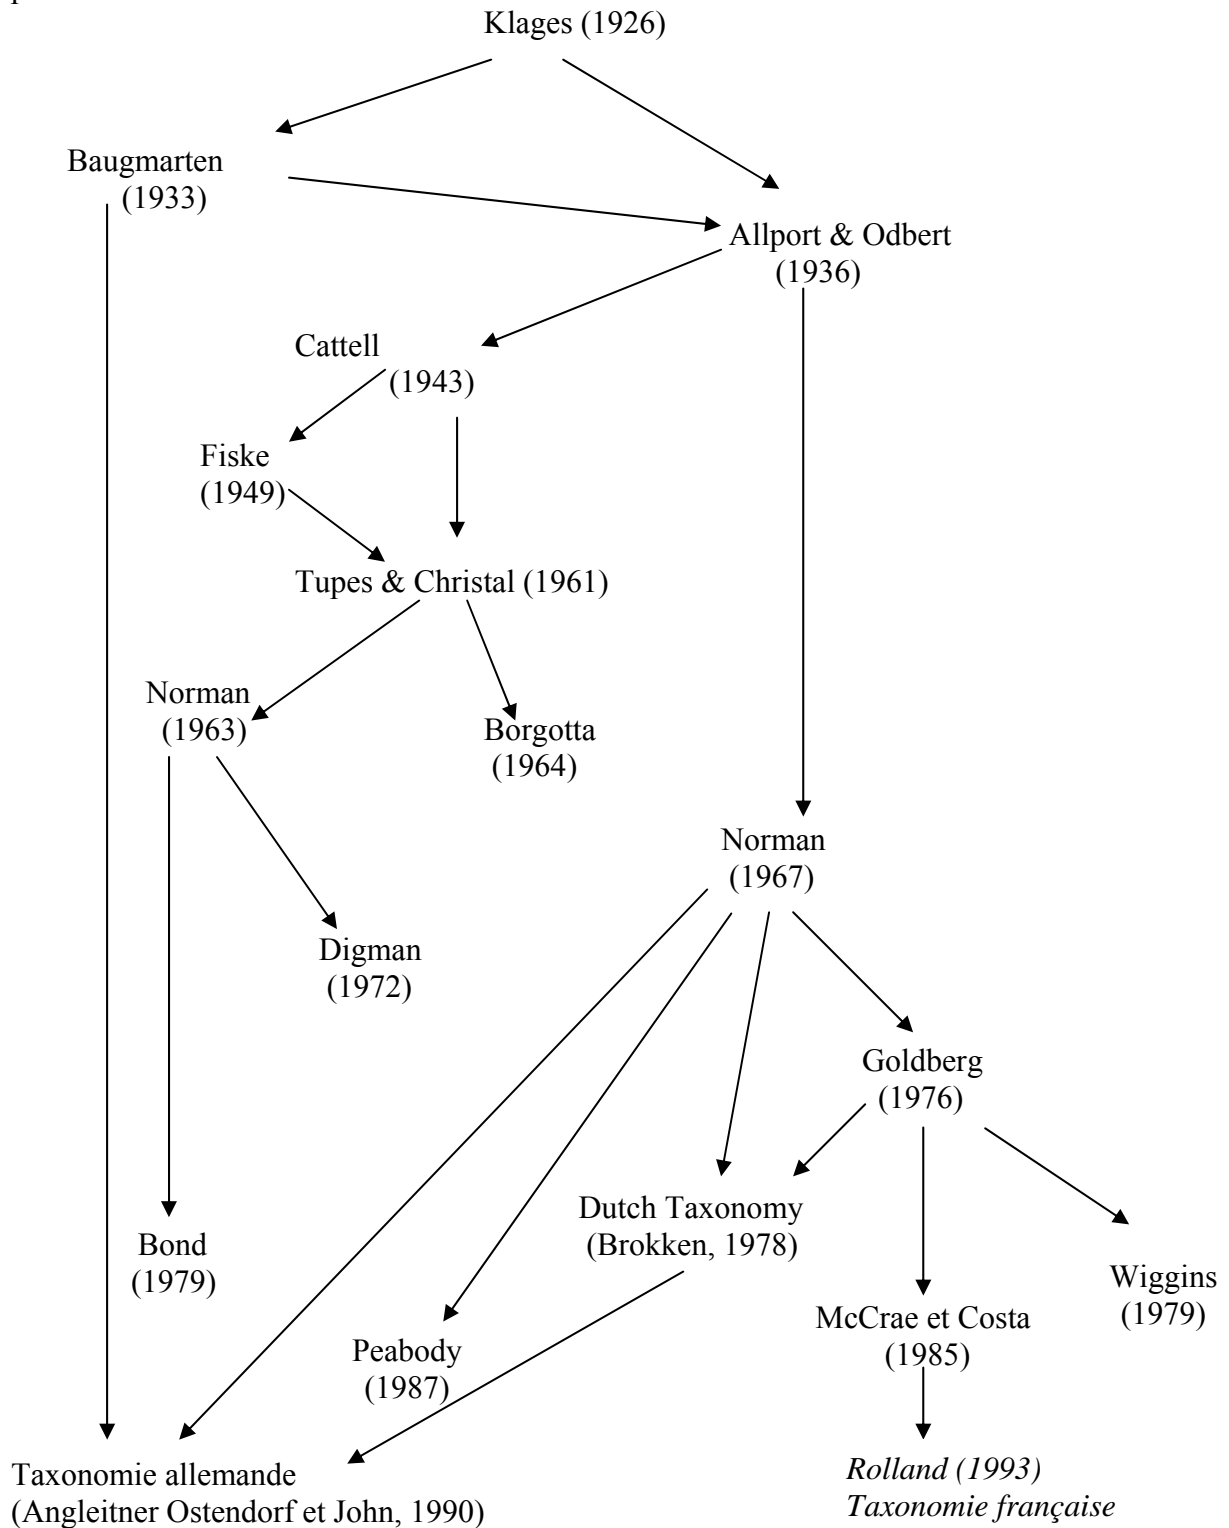 Klages (1926)
Baugmarten
(1933)
Allport & Odbert
(1936)
Cattell
(1943)
Fiske
(1949)
Tupes & Christal (1961)
Norman
(1963)
Borgotta
(1964)
Norman
(1967)
Digman
(1972)
Goldberg
(1976)
Dutch Taxonomy
(Brokken, 1978)
Bond
(1979)
Wiggins
(1979)
McCrae et Costa
(1985)
Peabody
(1987)
Taxonomie allemande
(Angleitner Ostendorf et John, 1990)
Rolland (1993)
Taxonomie française